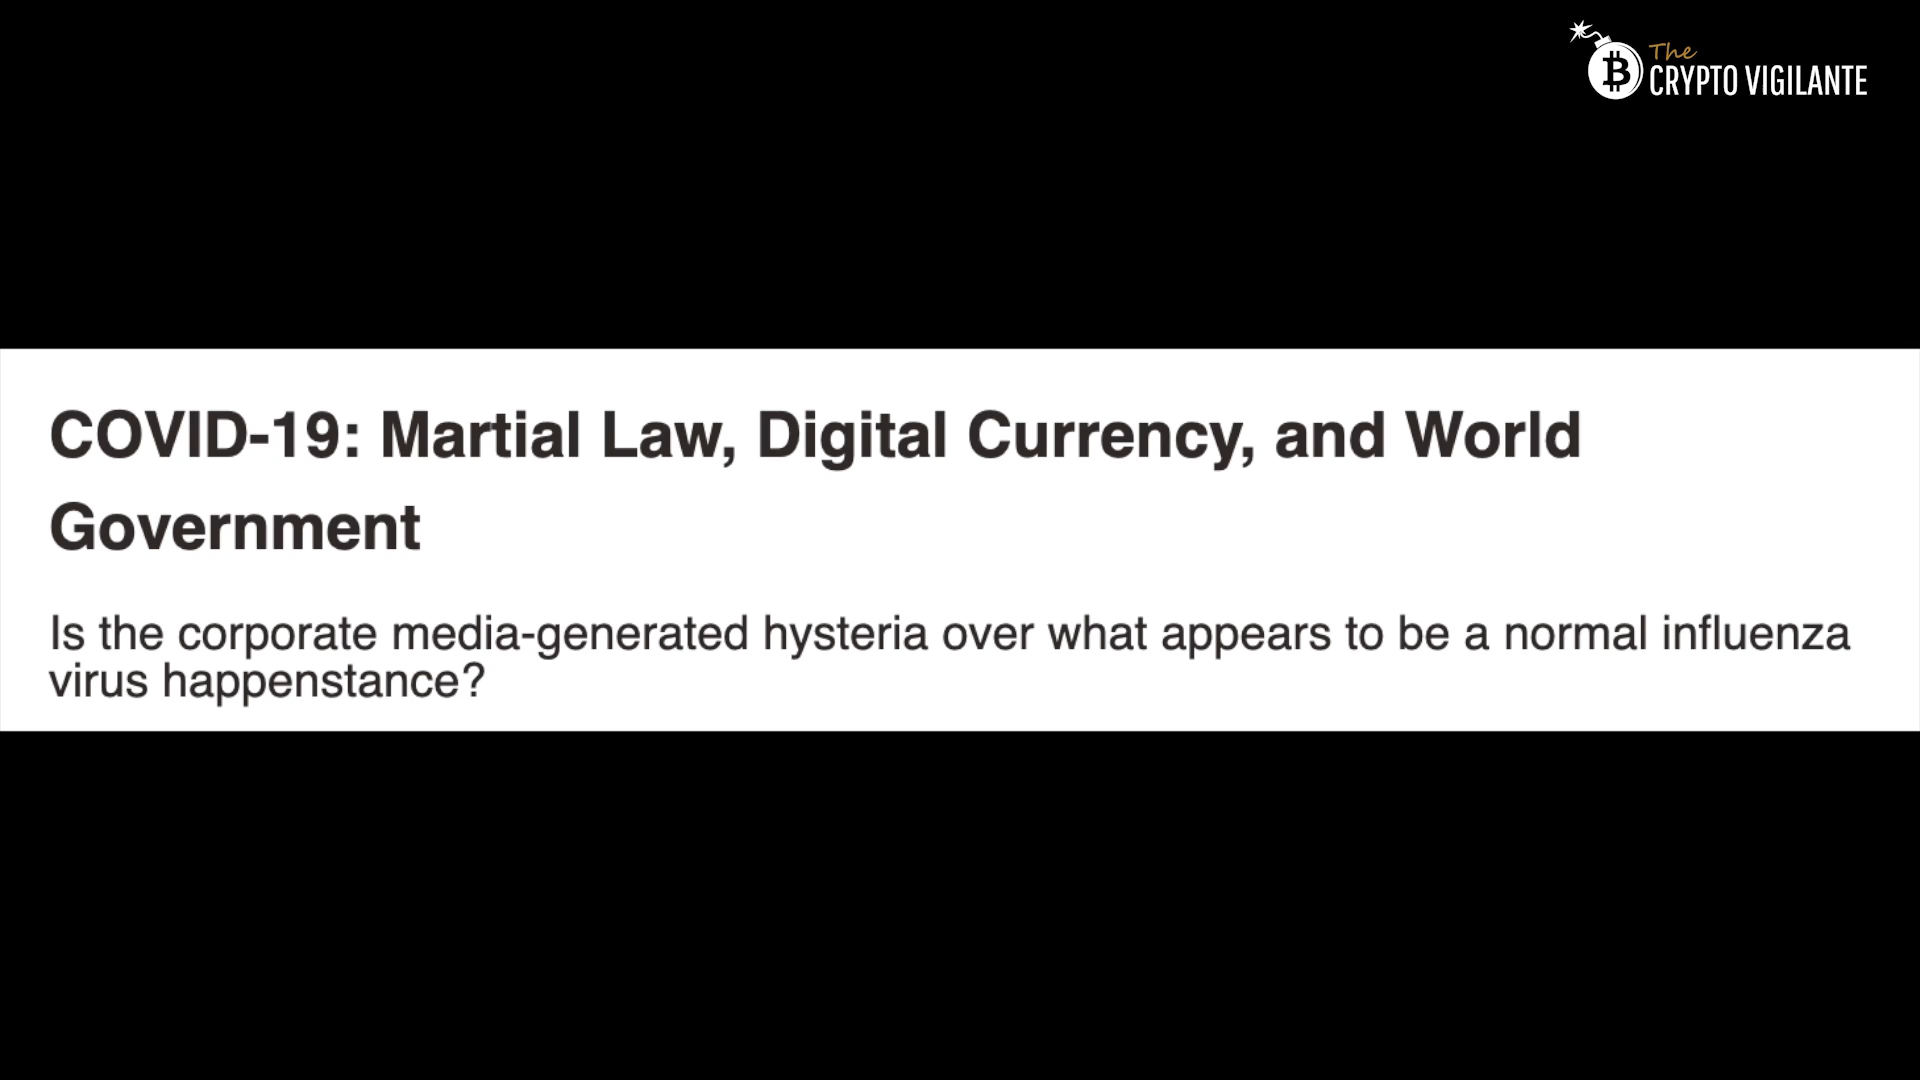 The
CRYPTO VIGILANTE
COVID-19: Martial Law, Digital Currency, and World
Government
Is the corporate media-generated hysteria over what appears to be a normal influenza
virus happenstance?